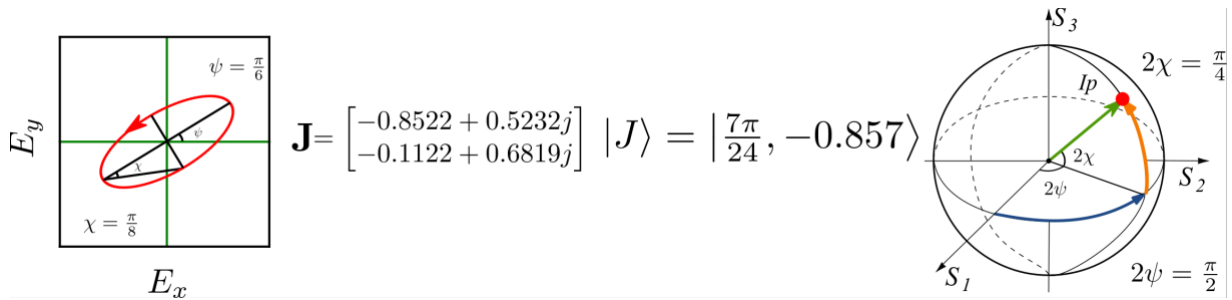 ψ = π/6
ψ
χ
χ = π/8
E_y
E_x
J = [−0.8522 + 0.5232j
−0.1122 + 0.6819j]
|J⟩ = |7π/24, −0.857⟩
S_3
2χ = π/4
Ip
2χ
S_2
2ψ
S_1
2ψ = π/2